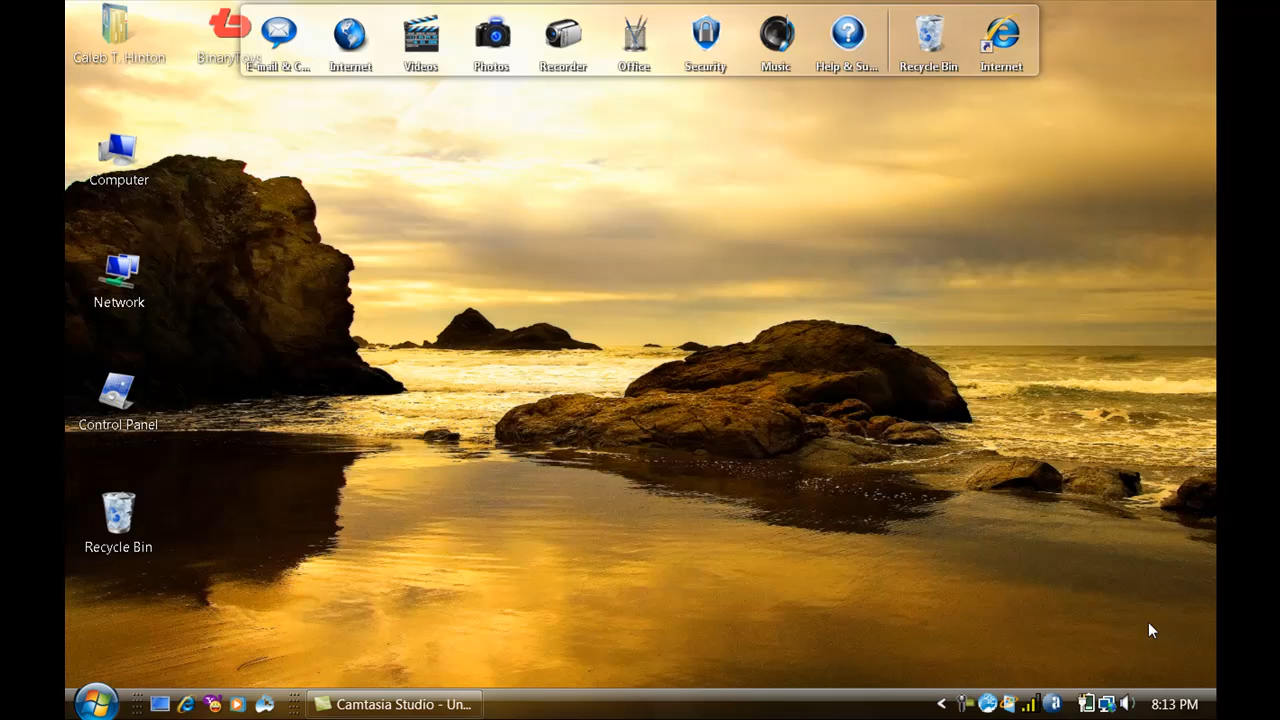 Caleb T. Hinton
BinaryToys
E-mail & C...
Internet
Videos
Photos
Recorder
Office
Security
Music
Help & Su...
Recycle Bin
Internet
Computer
Network
Control Panel
Recycle Bin
Camtasia Studio - Un...
8:13 PM